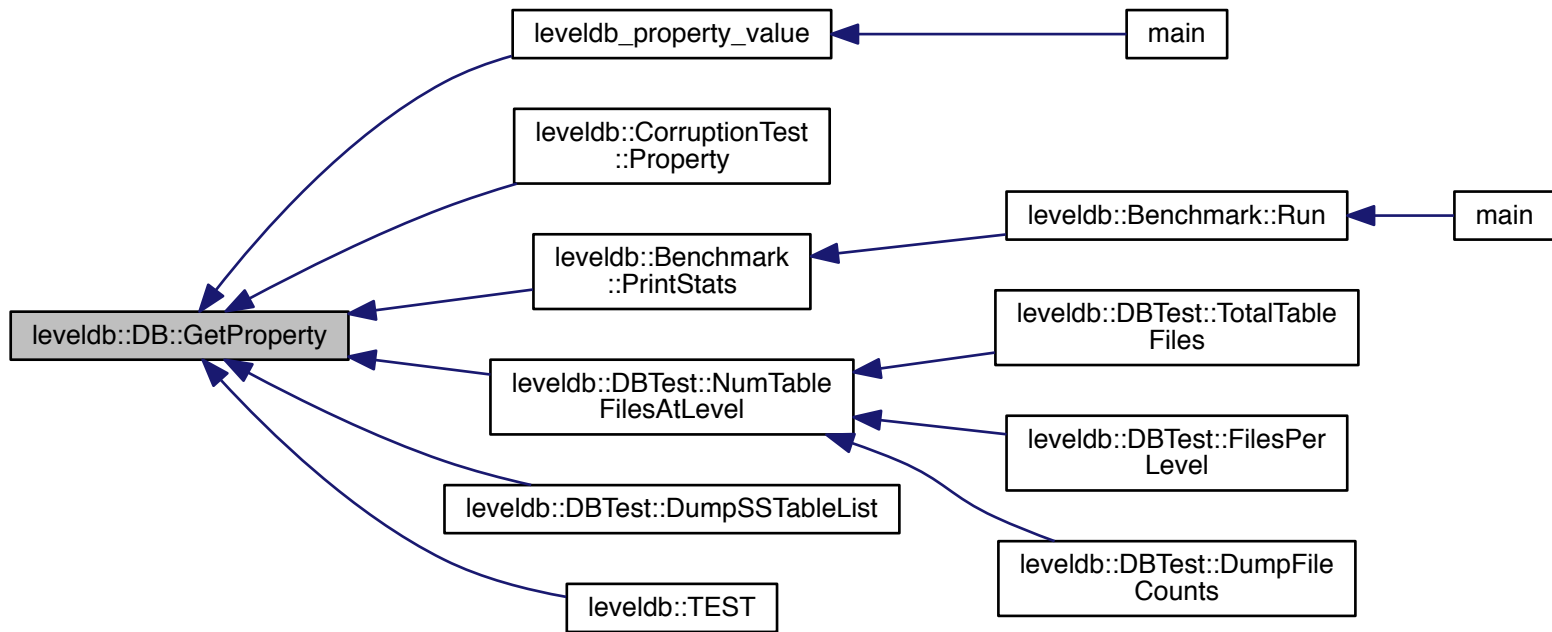 leveldb_property_value
main
leveldb::CorruptionTest
::Property
leveldb::Benchmark::Run
main
leveldb::Benchmark
::PrintStats
leveldb::DB::GetProperty
leveldb::DBTest::TotalTable
Files
leveldb::DBTest::NumTable
FilesAtLevel
leveldb::DBTest::FilesPer
Level
leveldb::DBTest::DumpSSTableList
leveldb::DBTest::DumpFile
Counts
leveldb::TEST